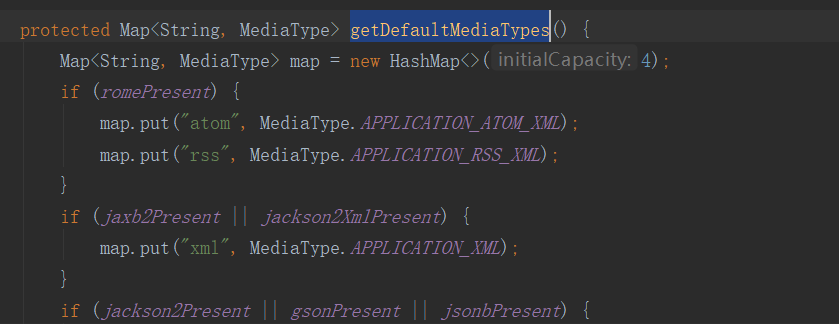 protected Map<String, MediaType> getDefaultMediaTypes() {
Map<String, MediaType> map = new HashMap<>( initialCapacity: 4);
if (romePresent) {
map.put("atom", MediaType.APPLICATION_ATOM_XML);
map.put("rss", MediaType.APPLICATION_RSS_XML);
}
if (jaxb2Present || jackson2XmlPresent) {
map.put("xml", MediaType.APPLICATION_XML);
}
if (jackson2Present || gsonPresent || jsonbPresent) {